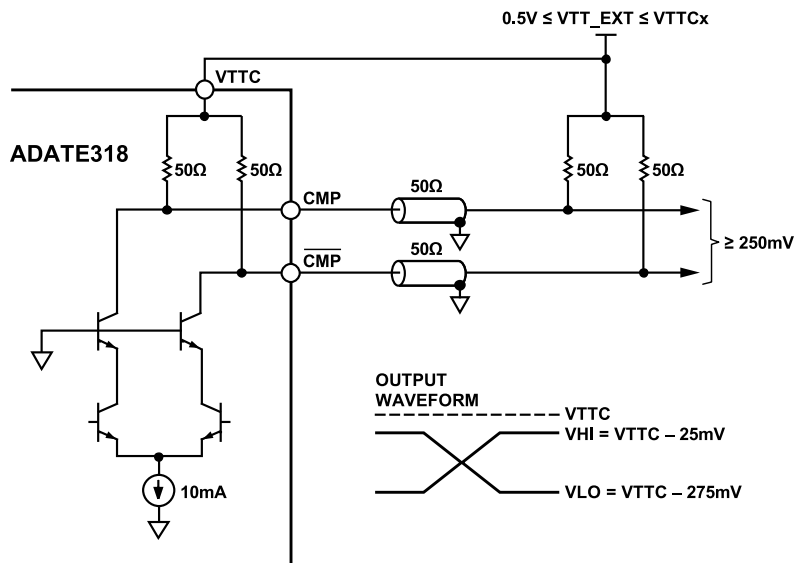 0.5V ≤ VTT_EXT ≤ VTTCx
VTTC
ADATE318
50Ω
50Ω
50Ω
50Ω
CMP
50Ω
≥ 250mV
CMP
50Ω
OUTPUT
WAVEFORM
VTTC
VHI = VTTC – 25mV
VLO = VTTC – 275mV
10mA